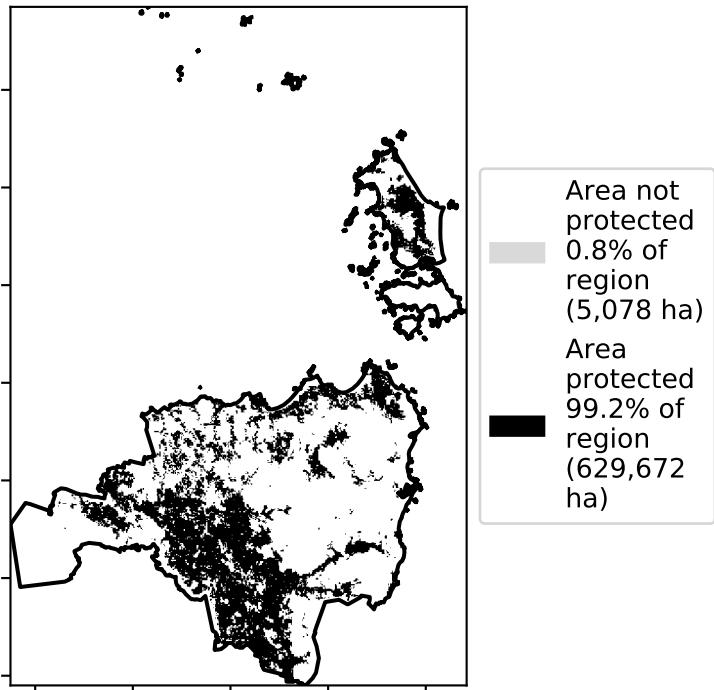 Area not
protected
0.8% of
region
(5,078 ha)
Area
protected
99.2% of
region
(629,672
ha)